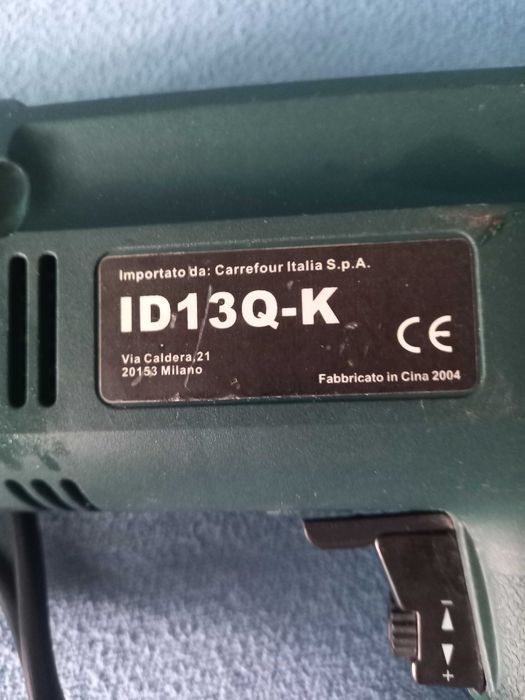 Importato da: Carrefour Italia S.p.A.
ID13Q-K
CE
Via Caldera,21
20153 Milano
Fabbricato in Cina 2004
- +